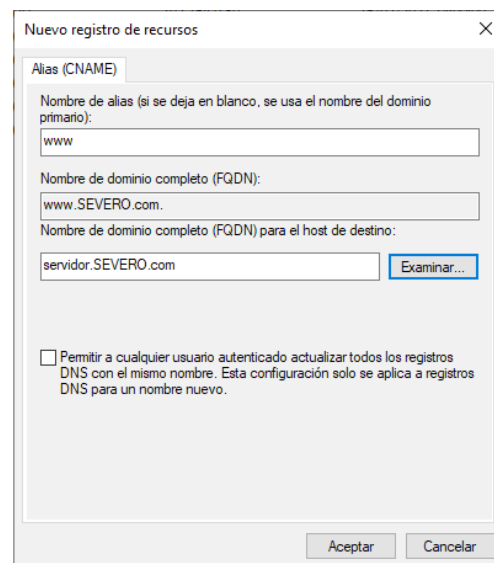 Nuevo registro de recursos
Alias (CNAME)
Nombre de alias (si se deja en blanco, se usa el nombre del dominio
primario):
www
Nombre de dominio completo (FQDN):
www.SEVERO.com.
Nombre de dominio completo (FQDN) para el host de destino:
servidor.SEVERO.com
Examinar...
Permitir a cualquier usuario autenticado actualizar todos los registros
DNS con el mismo nombre. Esta configuración solo se aplica a registros
DNS para un nombre nuevo.
Aceptar
Cancelar